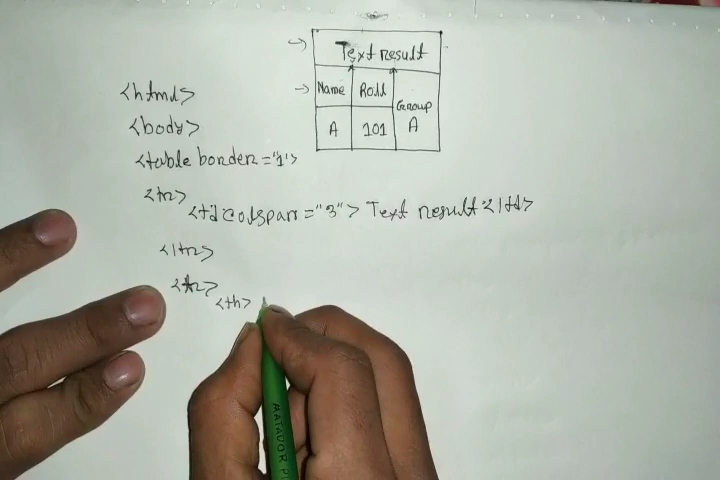 Text result
Name Roll Group
A 101 A
<html>
<body>
<table border="1">
<tr>
<td colspan="3"> Text result </td>
</tr>
<tr>
<th>
MATADOR